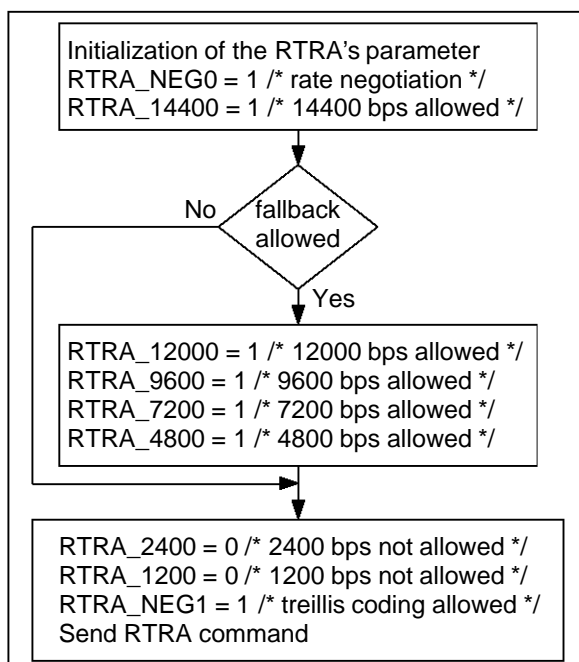 Initialization of the RTRA's parameter
RTRA_NEG0 = 1 /* rate negotiation */
RTRA_14400 = 1 /* 14400 bps allowed */
No
fallback
allowed
Yes
RTRA_12000 = 1 /* 12000 bps allowed */
RTRA_9600 = 1 /* 9600 bps allowed */
RTRA_7200 = 1 /* 7200 bps allowed */
RTRA_4800 = 1 /* 4800 bps allowed */
RTRA_2400 = 0 /* 2400 bps not allowed */
RTRA_1200 = 0 /* 1200 bps not allowed */
RTRA_NEG1 = 1 /* treillis coding allowed */
Send RTRA command